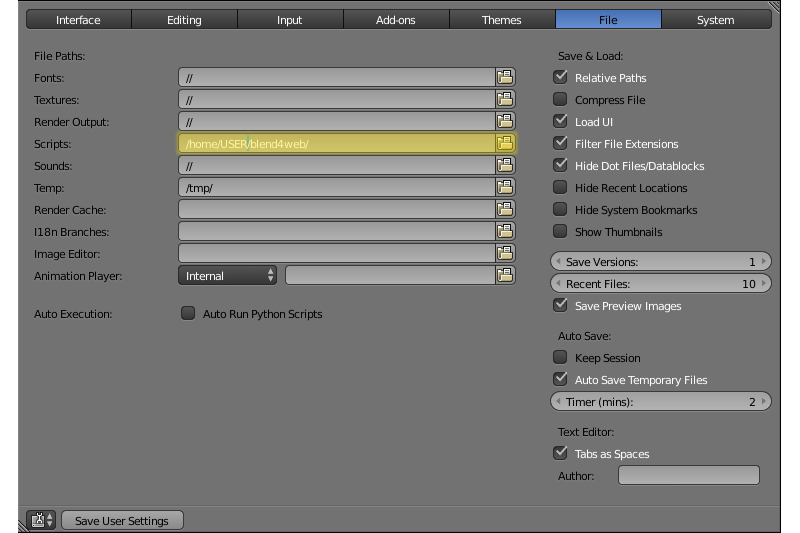 Interface Editing Input Add-ons Themes File System
File Paths:
Fonts: //
Textures: //
Render Output: //
Scripts: /home/USER/blend4web/
Sounds: //
Temp: /tmp/
Render Cache:
I18n Branches:
Image Editor:
Animation Player: Internal
Auto Execution: Auto Run Python Scripts
Save & Load:
Relative Paths
Compress File
Load UI
Filter File Extensions
Hide Dot Files/Datablocks
Hide Recent Locations
Hide System Bookmarks
Show Thumbnails
Save Versions: 1
Recent Files: 10
Save Preview Images
Auto Save:
Keep Session
Auto Save Temporary Files
Timer (mins): 2
Text Editor:
Tabs as Spaces
Author:
Save User Settings